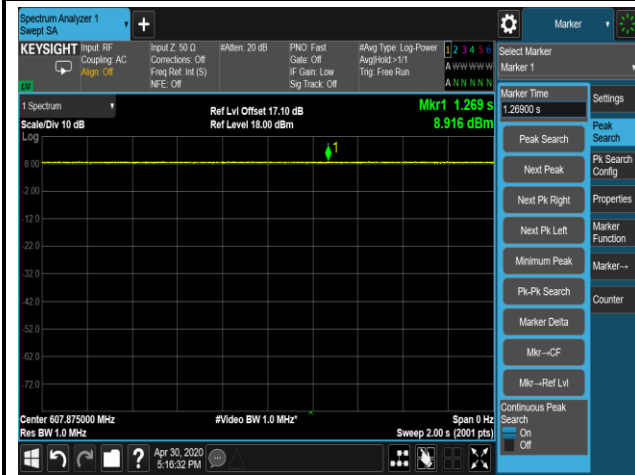 Spectrum Analyzer 1
Swept SA
+
Marker
KEYSIGHT
Input: RF
Coupling: AC
Align: Off
Input Z: 50 Ω
Corrections: Off
Freq Ref: Int (S)
NFE: Off
#Atten: 20 dB
PNO: Fast
Gate: Off
IF Gain: Low
Sig Track: Off
#Avg Type: Log-Power
Avg|Hold:>1/1
Trig: Free Run
1 2 3 4 5 6
A W W W W W
A N N N N N
Select Marker
Marker 1
1 Spectrum
Scale/Div 10 dB
Log
Ref Lvl Offset 17.10 dB
Ref Level 18.00 dBm
Mkr1 1.269 s
8.916 dBm
1
8.00
-2.00
-12.0
-22.0
-32.0
-42.0
-52.0
-62.0
-72.0
Center 607.875000 MHz
Res BW 1.0 MHz
#Video BW 1.0 MHz*
Span 0 Hz
Sweep 2.00 s (2001 pts)
Marker Time
1.26900 s
Peak Search
Next Peak
Next Pk Right
Next Pk Left
Minimum Peak
Pk-Pk Search
Marker Delta
Mkr→CF
Mkr→Ref Lvl
Continuous Peak
Search
On
Off
Settings
Peak
Search
Pk Search
Config
Properties
Marker
Function
Marker→
Counter
?
Apr 30, 2020
5:16:32 PM